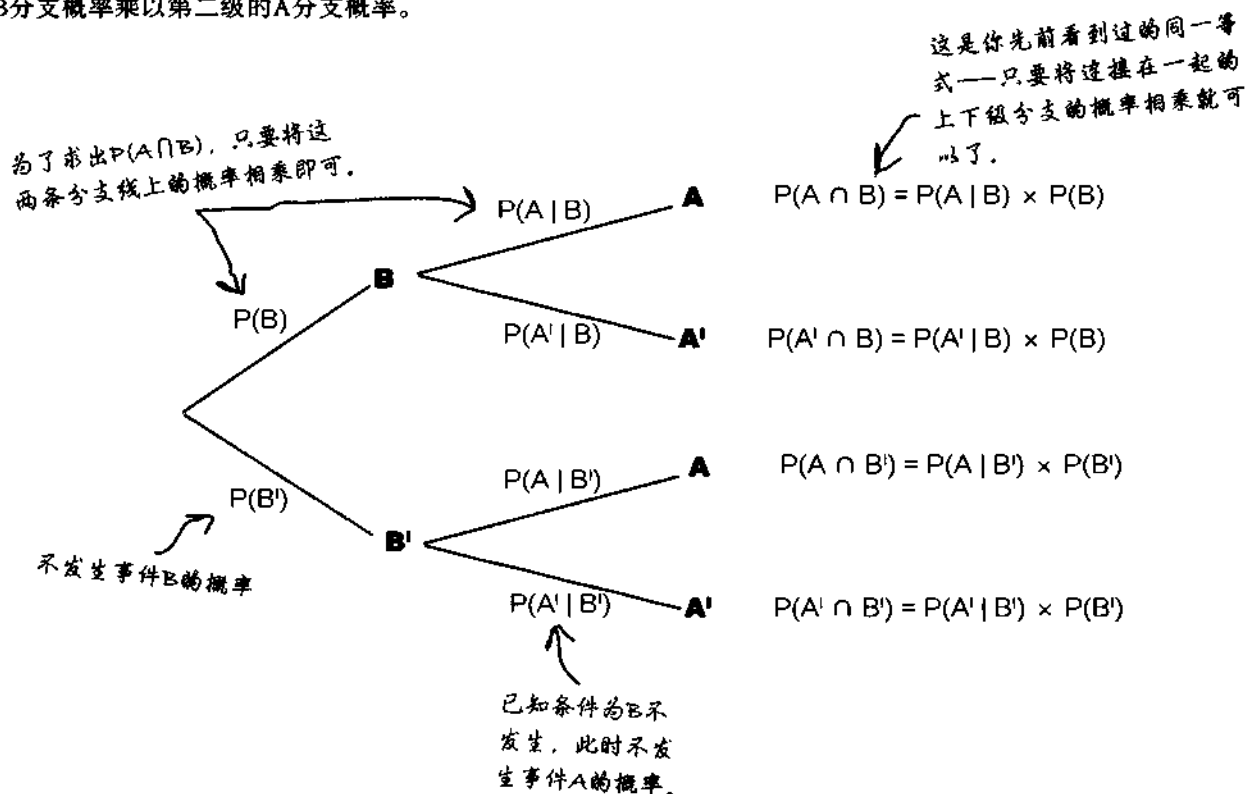 B分支概率乘以第二级的A分支概率。
这是你先前看到过的同一等
式——只要将连接在一起的
上下级分支的概率相乘就可
以了.
为了求出P(A∩B), 只要将这
两条分支线上的概率相乘即可.
P(A | B)
A
P(A ∩ B) = P(A | B) × P(B)
B
P(B)
P(A' | B)
A'
P(A' ∩ B) = P(A' | B) × P(B)
P(A | B')
A
P(A ∩ B') = P(A | B') × P(B')
P(B')
B'
不发生事件B的概率
P(A' | B')
A'
P(A' ∩ B') = P(A' | B') × P(B')
已知条件为B不
发生, 此时不发
生事件A的概率.